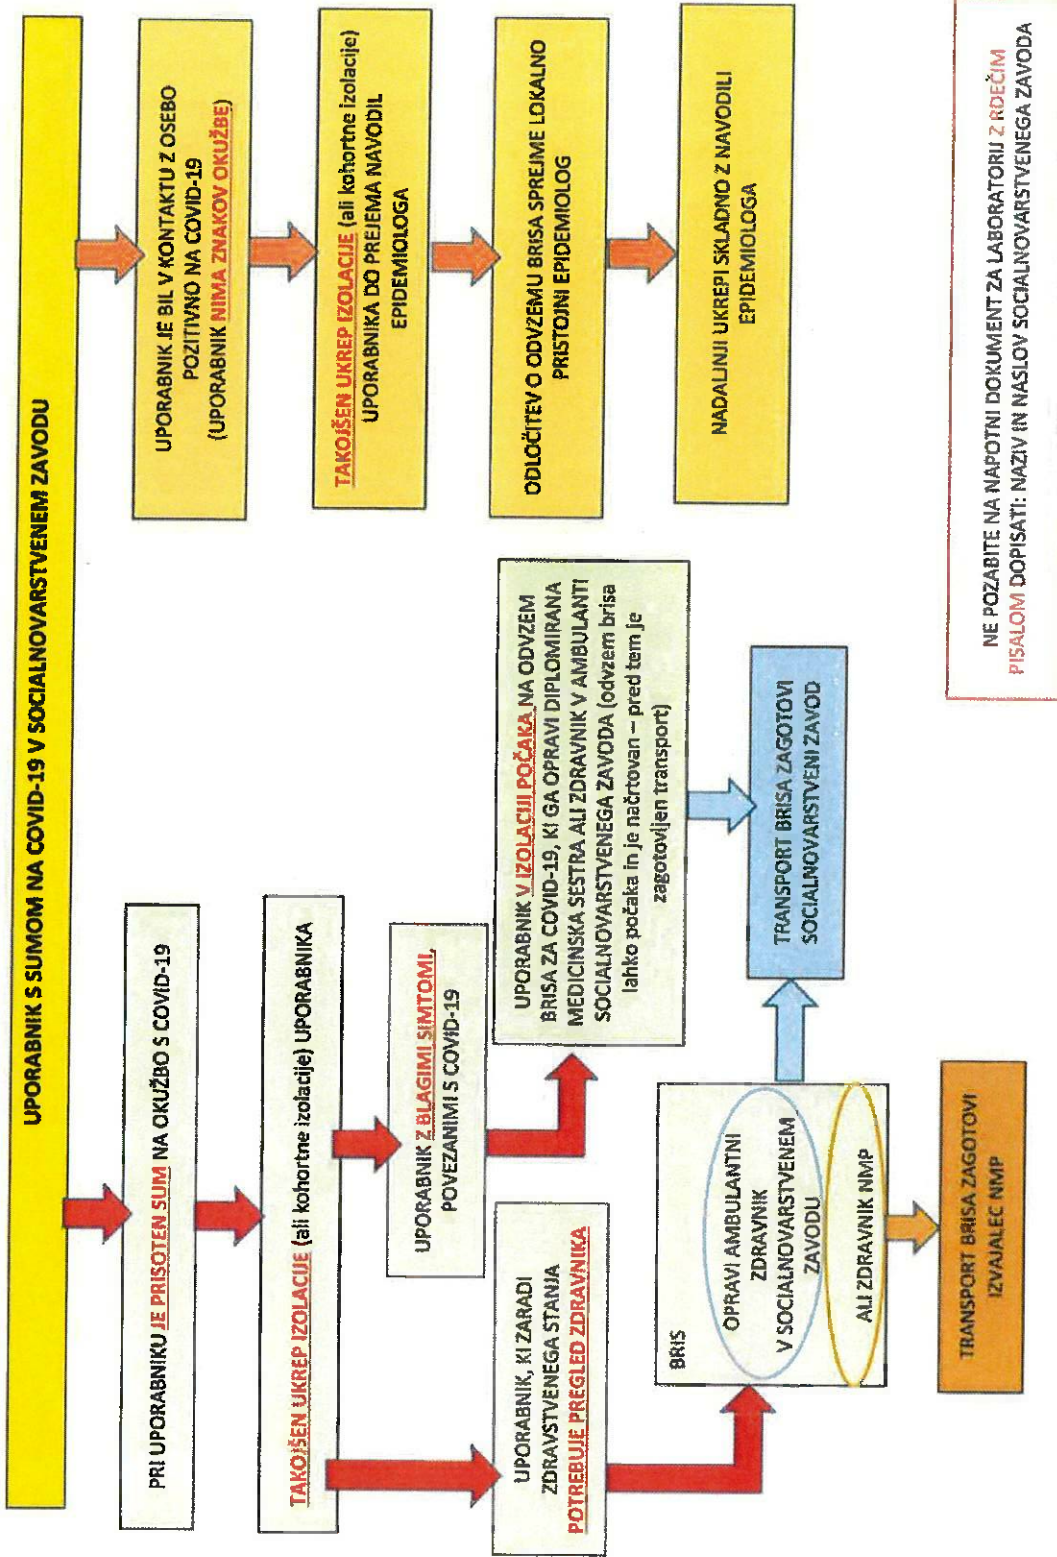 UPORABNIK S SUMOM NA COVID-19 V SOCIALNOVARSTVENEM ZAVODU
PRI UPORABNIKU JE PRISOTEN SUM NA OKUŽBO S COVID-19
TAKOJŠEN UKREP IZOLACIJE (ali kohortne izolacije) UPORABNIKA
UPORABNIK, KI ZARADI
ZDRAVSTVENEGA STANJA
POTREBUJE PREGLED ZDRAVNIKA
UPORABNIK Z BLAGIMI SIMTOMI,
POVEZANIMI S COVID-19
BRIS
OPRAVI AMBULANTNI
ZDRAVNIK
V SOCIALNOVARSTVENEM
ZAVODU
ALI ZDRAVNIK NMP
TRANSPORT BRISA ZAGOTOVI
IZVAJALEC NMP
UPORABNIK V IZOLACIJI POČAKA NA ODVZEM
BRISA ZA COVID-19, KI GA OPRAVI DIPLOMIRANA
MEDICINSKA SESTRA ALI ZDRAVNIK V AMBULANTI
SOCIALNOVARSTVENEGA ZAVODA (odvzem brisa
lahko počaka in je načrtovan – pred tem je
zagotovljen transport)
TRANSPORT BRISA ZAGOTOVI
SOCIALNOVARSTVENI ZAVOD
UPORABNIK JE BIL V KONTAKTU Z OSEBO
POZITIVNO NA COVID-19
(UPORABNIK NIMA ZNAKOV OKUŽBE)
TAKOJŠEN UKREP IZOLACIJE (ali kohortne izolacije)
UPORABNIKA DO PREJEMA NAVODIL
EPIDEMIOLOGA
ODLOČITEV O ODVZEMU BRISA SPREJME LOKALNO
PRISTOJNI EPIDEMIOLOG
NADALJNJI UKREPI SKLADNO Z NAVODILI
EPIDEMIOLOGA
NE POZABITE NA NAPOTNI DOKUMENT ZA LABORATORIJ Z RDEČIM
PISALOM DOPISATI: NAZIV IN NASLOV SOCIALNOVARSTVENEGA ZAVODA